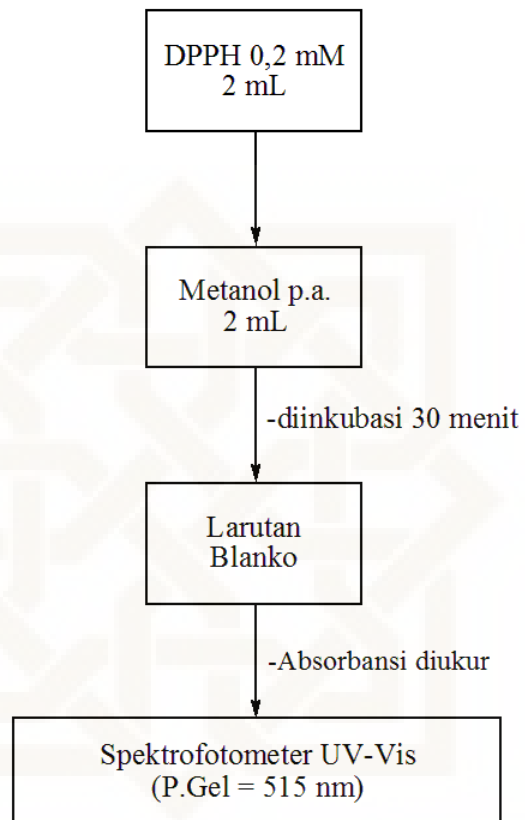 DPPH 0,2 mM
2 mL
Metanol p.a.
2 mL
-diinkubasi 30 menit
Larutan
Blanko
-Absorbansi diukur
Spektrofotometer UV-Vis
(P.Gel = 515 nm)